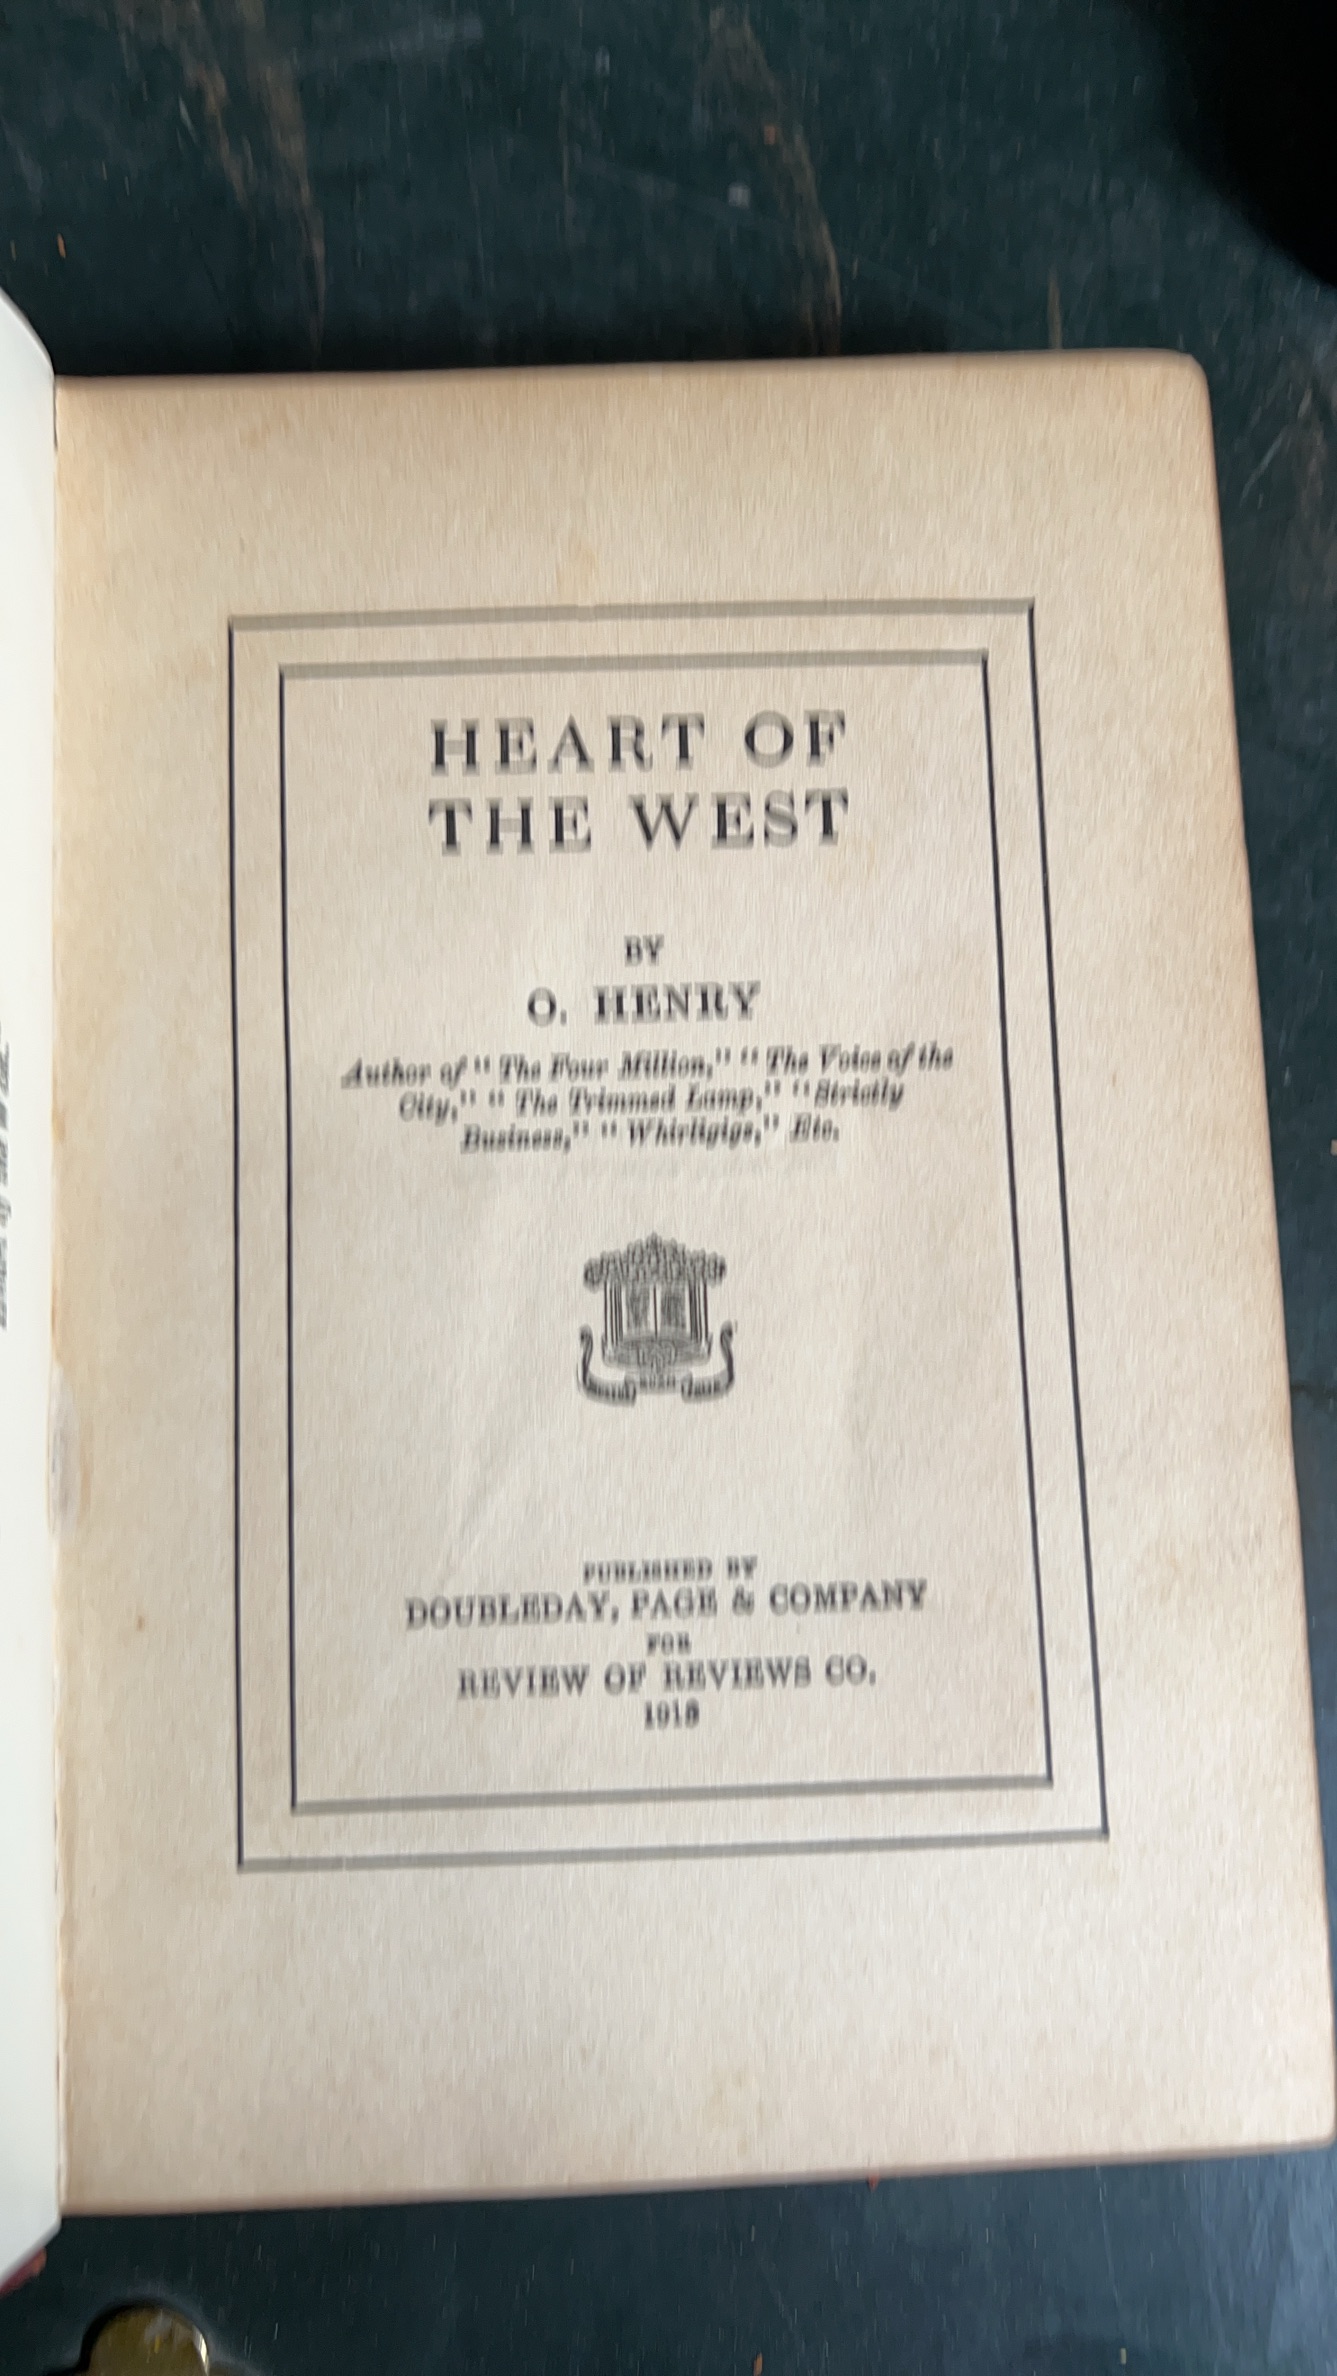 HEART OF
THE WEST
BY
O. HENRY
Author of " The Four Million," " The Voice of the
City," " The Trimmed Lamp," " Strictly
Business," " Whirligigs," Etc.
PUBLISHED BY
DOUBLEDAY, PAGE & COMPANY
FOR
REVIEW OF REVIEWS CO.